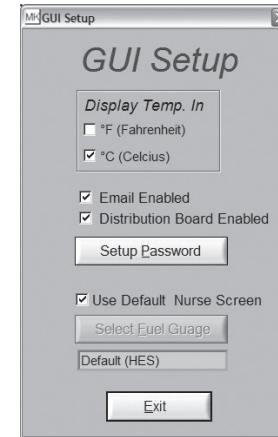 MK GUI Setup
GUI Setup
Display Temp. In
°F (Fahrenheit)
°C (Celcius)
Email Enabled
Distribution Board Enabled
Setup Password
Use Default Nurse Screen
Select Fuel Guage
Default (HES)
Exit